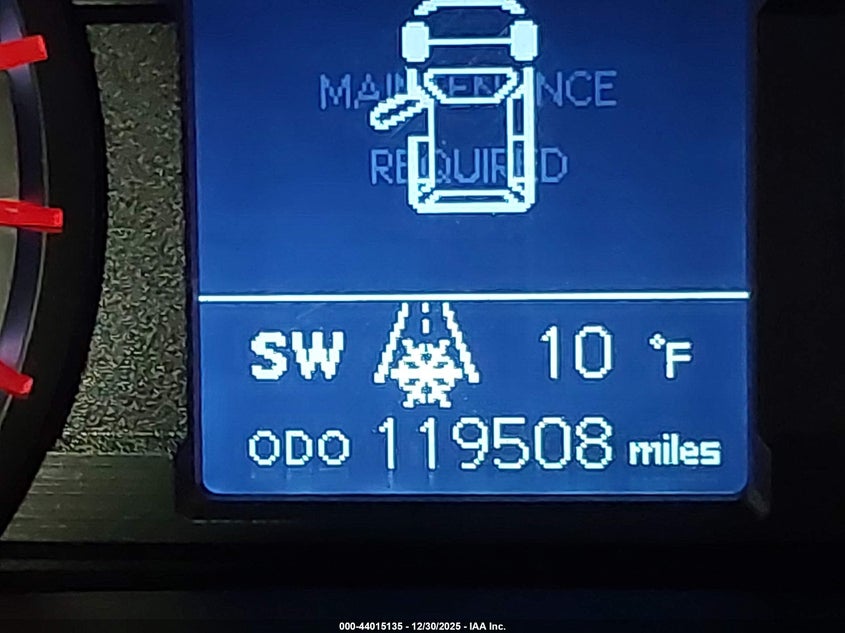 MAINTENANCE
REQUIRED
SW 10 °F
ODO 119508 miles
000-44015135 - 12/30/2025 - IAA Inc.